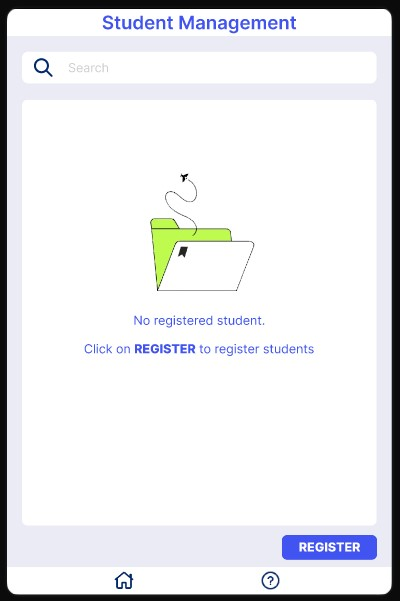 Student Management
Search
No registered student.
Click on REGISTER to register students
REGISTER